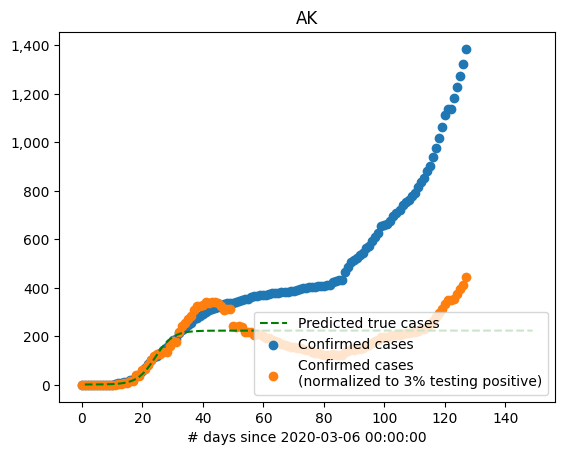 AK
1,400
1,200
1,000
800
600
400
200
0
Predicted true cases
Confirmed cases
Confirmed cases
(normalized to 3% testing positive)
0 20 40 60 80 100 120 140
# days since 2020-03-06 00:00:00